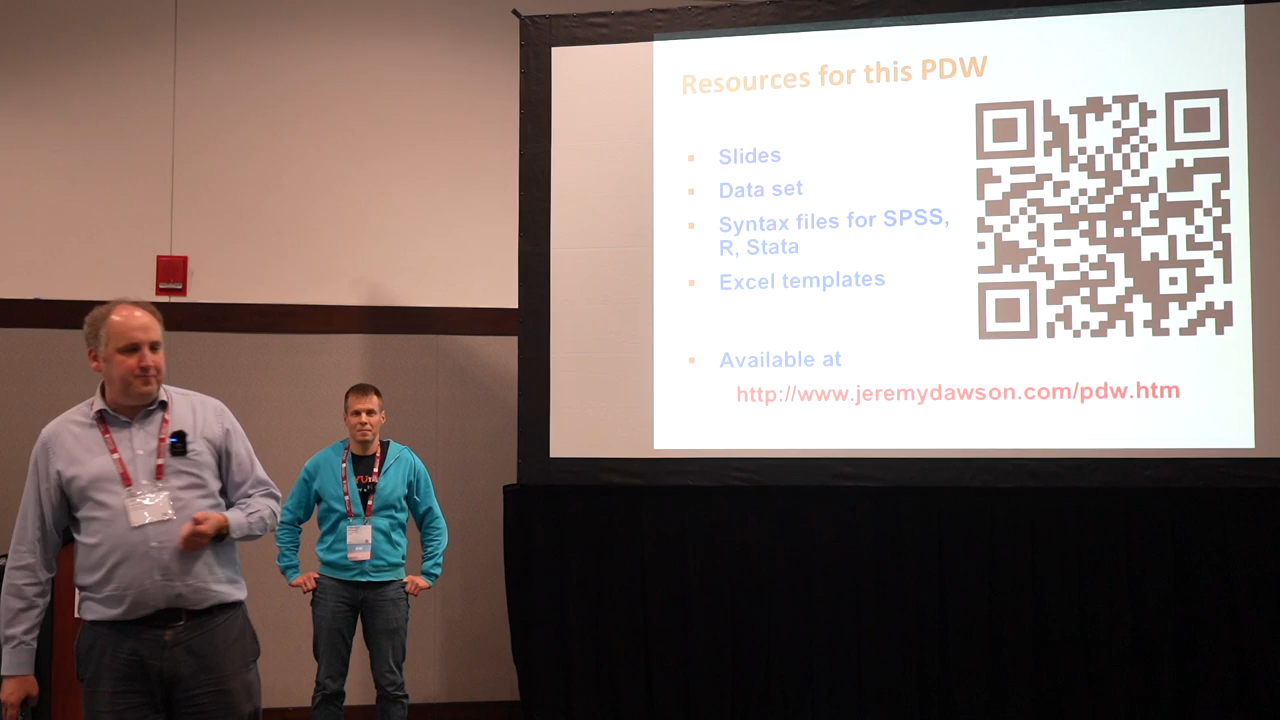 Resources for this PDW
Slides
Data set
Syntax files for SPSS,
R, Stata
Excel templates
Available at
http://www.jeremydawson.com/pdw.htm